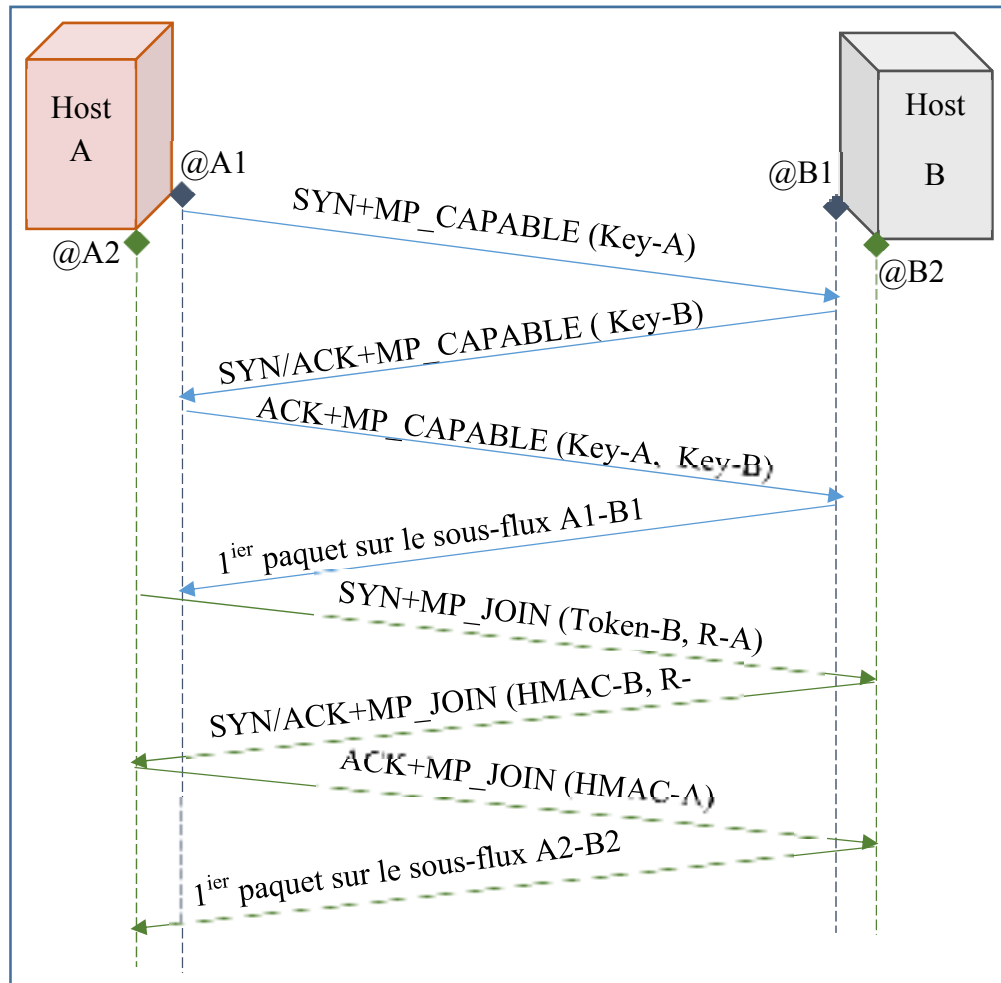 Host
A
Host
B
@A1
@B1
@A2
@B2
SYN+MP_CAPABLE (Key-A)
SYN/ACK+MP_CAPABLE ( Key-B)
ACK+MP_CAPABLE (Key-A, Key-B)
1ier paquet sur le sous-flux A1-B1
SYN+MP_JOIN (Token-B, R-A)
SYN/ACK+MP_JOIN (HMAC-B, R-
ACK+MP_JOIN (HMAC-A)
1ier paquet sur le sous-flux A2-B2